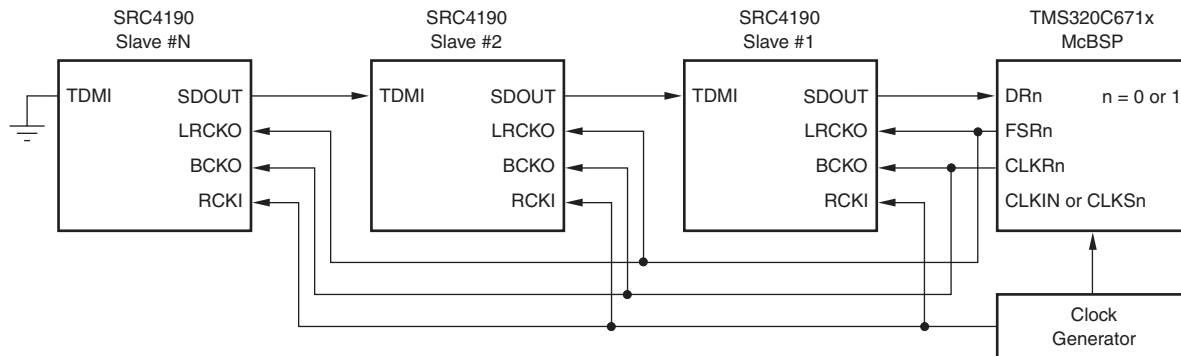 SRC4190
Slave #N
SRC4190
Slave #2
SRC4190
Slave #1
TMS320C671x
McBSP
TDMI
SDOUT
LRCKO
BCKO
RCKI
TDMI
SDOUT
LRCKO
BCKO
RCKI
TDMI
SDOUT
LRCKO
BCKO
RCKI
DRn
n = 0 or 1
FSRn
CLKRn
CLKIN or CLKSn
Clock
Generator